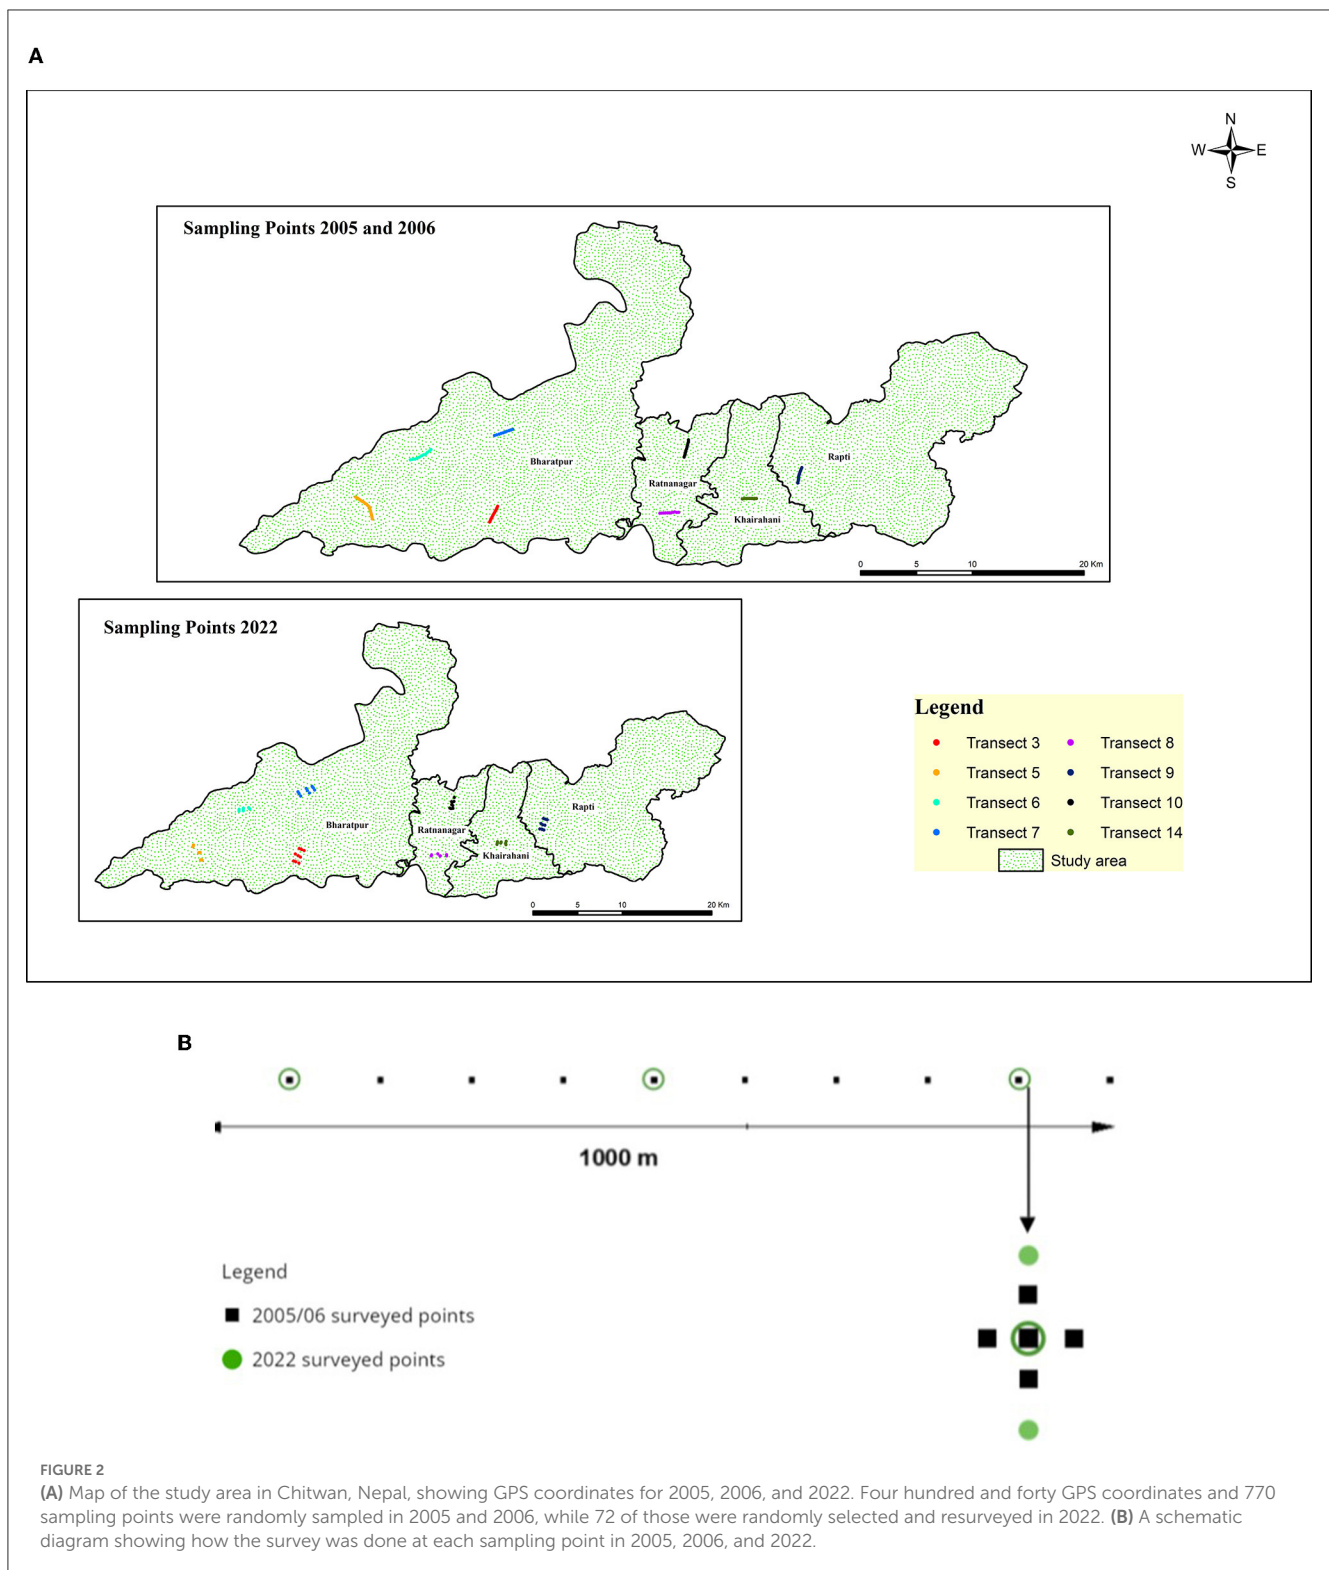 A
N
W E
S
Sampling Points 2005 and 2006
Bharatpur
Ratnanagar
Khairahani
Rapti
0 5 10 20 Km
Sampling Points 2022
Bharatpur
Ratnanagar
Khairahani
Rapti
0 5 10 20 Km
Legend
Transect 3
Transect 5
Transect 6
Transect 7
Transect 8
Transect 9
Transect 10
Transect 14
Study area
B
1000 m
Legend
2005/06 surveyed points
2022 surveyed points
FIGURE 2
(A) Map of the study area in Chitwan, Nepal, showing GPS coordinates for 2005, 2006, and 2022. Four hundred and forty GPS coordinates and 770
sampling points were randomly sampled in 2005 and 2006, while 72 of those were randomly selected and resurveyed in 2022. (B) A schematic
diagram showing how the survey was done at each sampling point in 2005, 2006, and 2022.